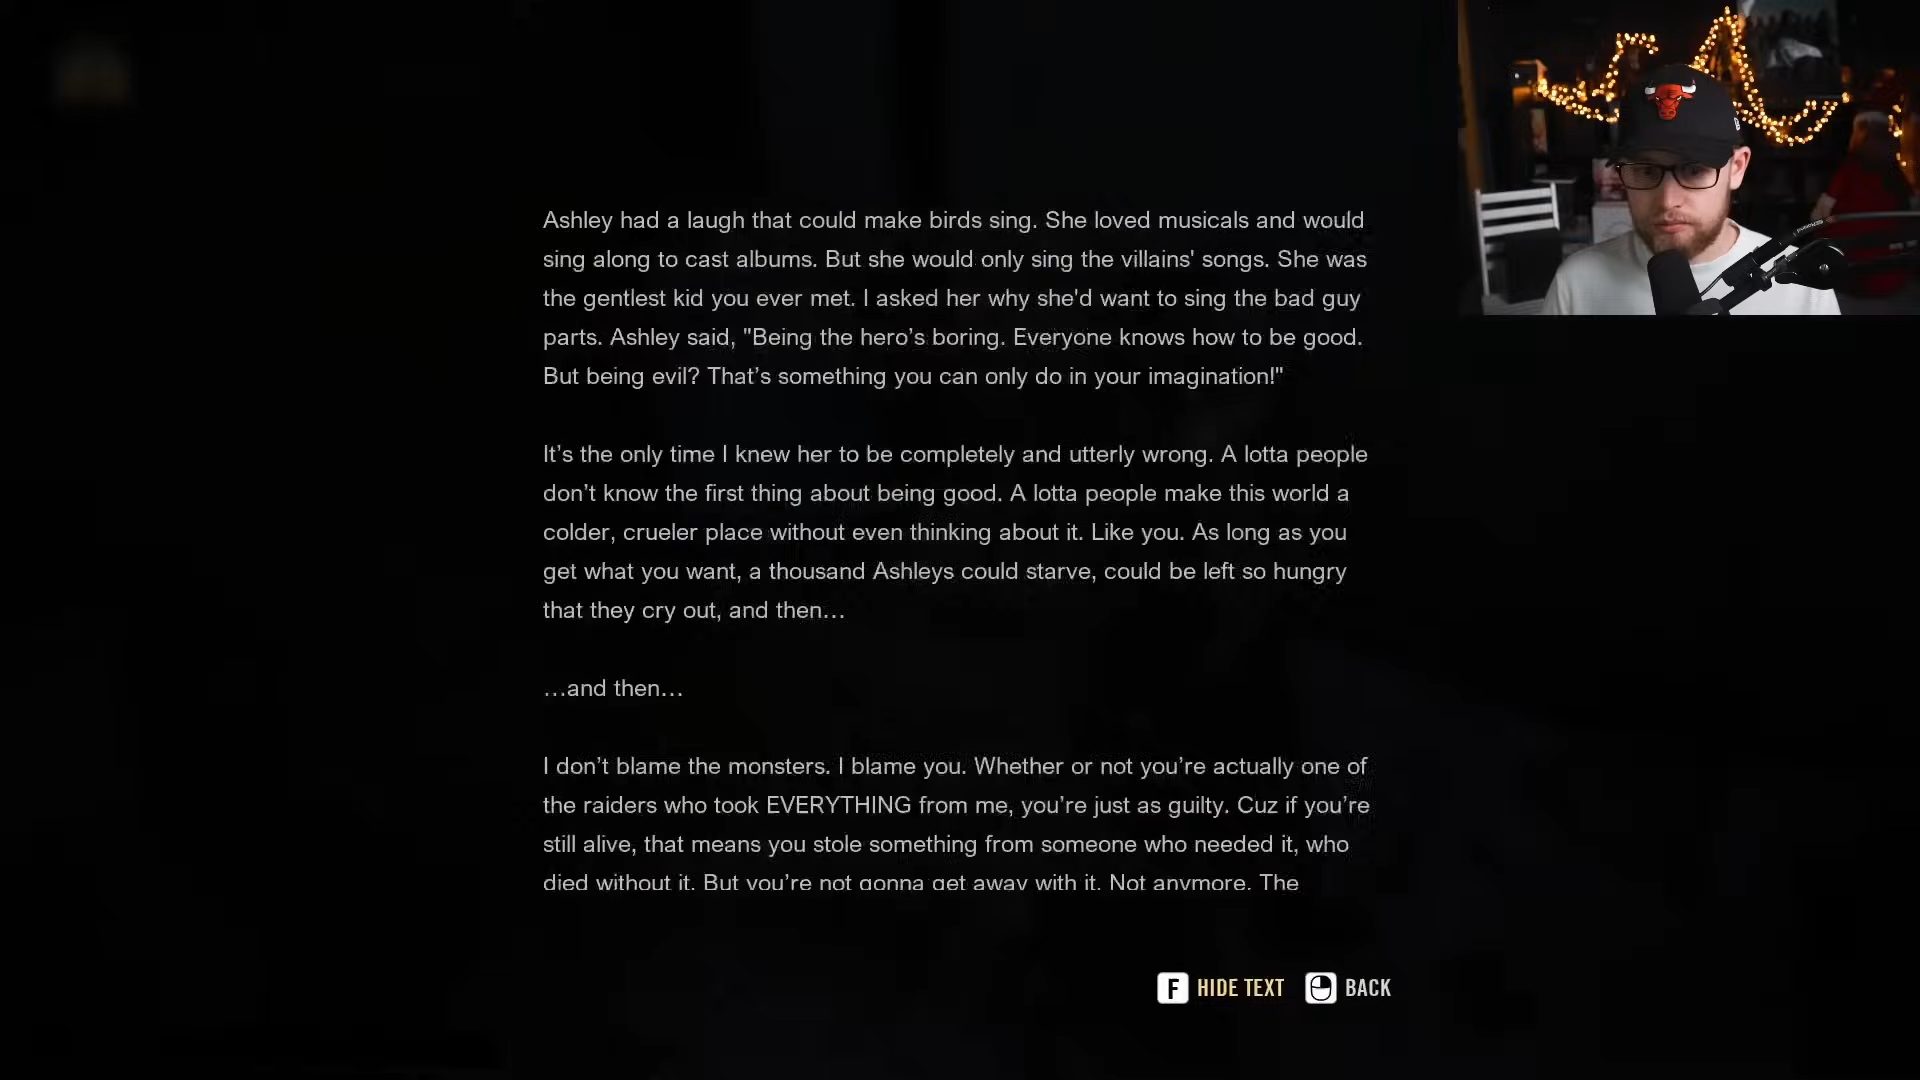 Ashley had a laugh that could make birds sing. She loved musicals and would
sing along to cast albums. But she would only sing the villains' songs. She was
the gentlest kid you ever met. I asked her why she'd want to sing the bad guy
parts. Ashley said, "Being the hero’s boring. Everyone knows how to be good.
But being evil? That’s something you can only do in your imagination!"
It’s the only time I knew her to be completely and utterly wrong. A lotta people
don’t know the first thing about being good. A lotta people make this world a
colder, crueler place without even thinking about it. Like you. As long as you
get what you want, a thousand Ashleys could starve, could be left so hungry
that they cry out, and then…
…and then…
I don’t blame the monsters. I blame you. Whether or not you’re actually one of
the raiders who took EVERYTHING from me, you’re just as guilty. Cuz if you’re
still alive, that means you stole something from someone who needed it, who
died without it. But you’re not gonna get away with it. Not anymore. The
F HIDE TEXT BACK